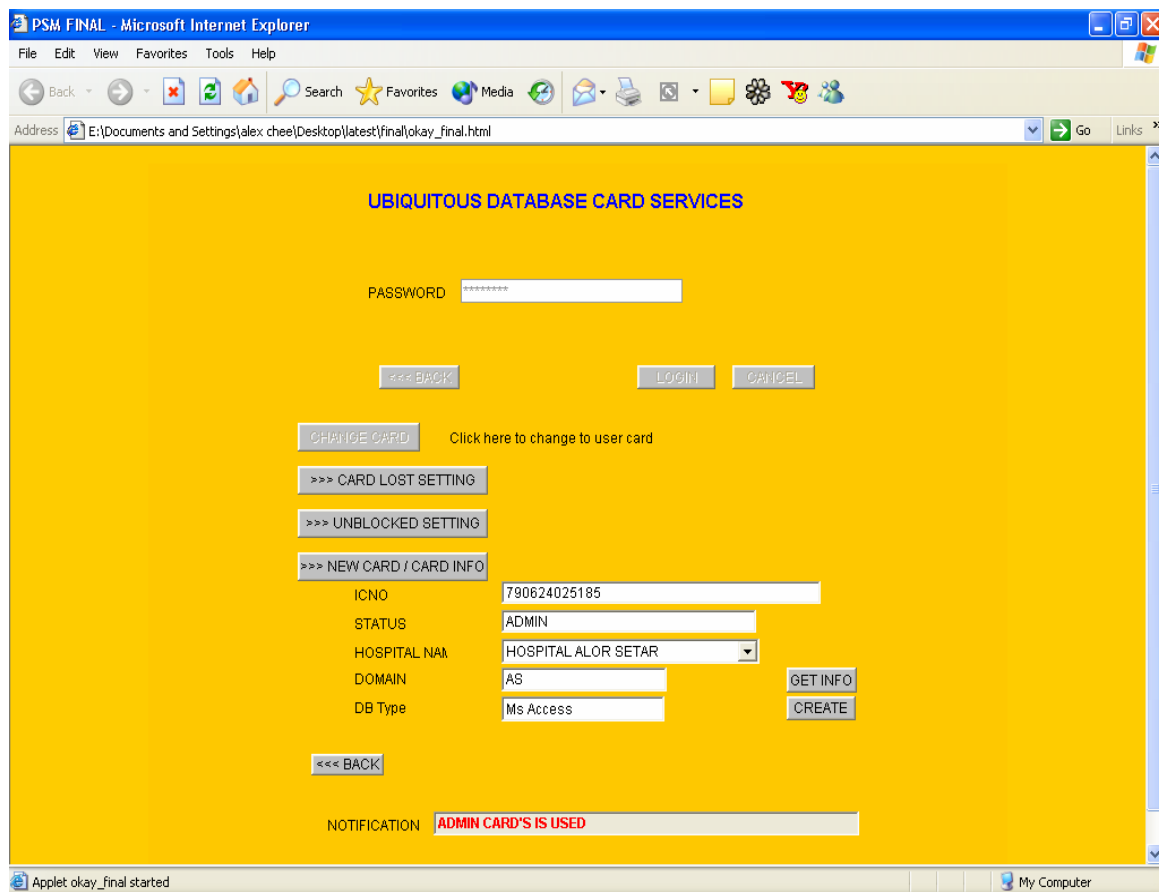 PSM FINAL - Microsoft Internet Explorer
File Edit View Favorites Tools Help
Back Search Favorites Media
Address E:\Documents and Settings\alex chee\Desktop\latest\final\okay_final.html Go Links »
UBIQUITOUS DATABASE CARD SERVICES
PASSWORD ********
<<< BACK LOGIN CANCEL
CHANGE CARD Click here to change to user card
>>> CARD LOST SETTING
>>> UNBLOCKED SETTING
>>> NEW CARD / CARD INFO
ICNO 790624025185
STATUS ADMIN
HOSPITAL NAM HOSPITAL ALOR SETAR
DOMAIN AS GET INFO
DB Type Ms Access CREATE
<<< BACK
NOTIFICATION ADMIN CARD'S IS USED
Applet okay_final started My Computer